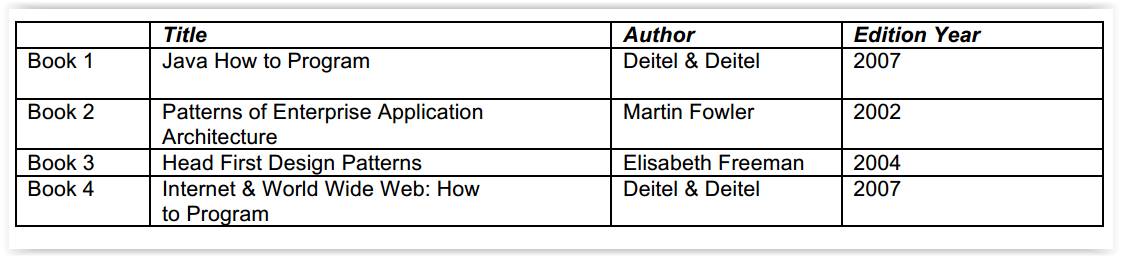 Title Author Edition Year
Book 1 Java How to Program Deitel & Deitel 2007
Book 2 Patterns of Enterprise Application Martin Fowler 2002
Architecture
Book 3 Head First Design Patterns Elisabeth Freeman 2004
Book 4 Internet & World Wide Web: How Deitel & Deitel 2007
to Program